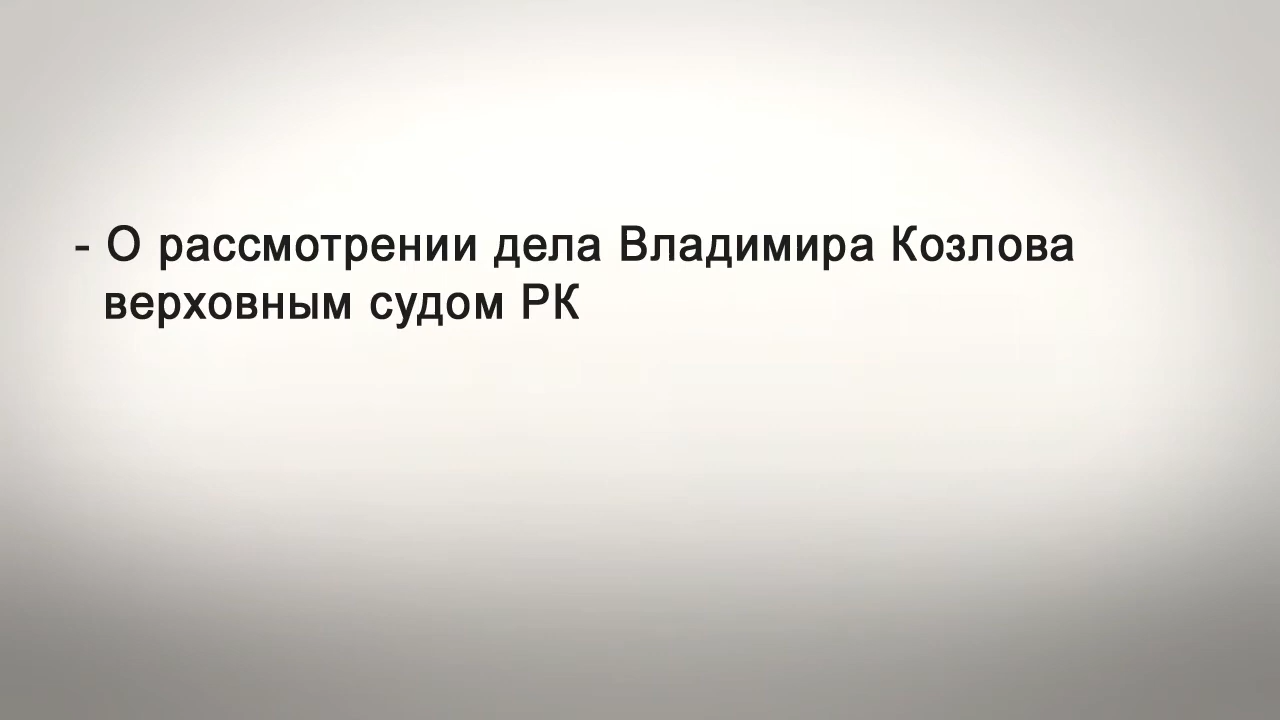 - О рассмотрении дела Владимира Козлова
верховным судом РК